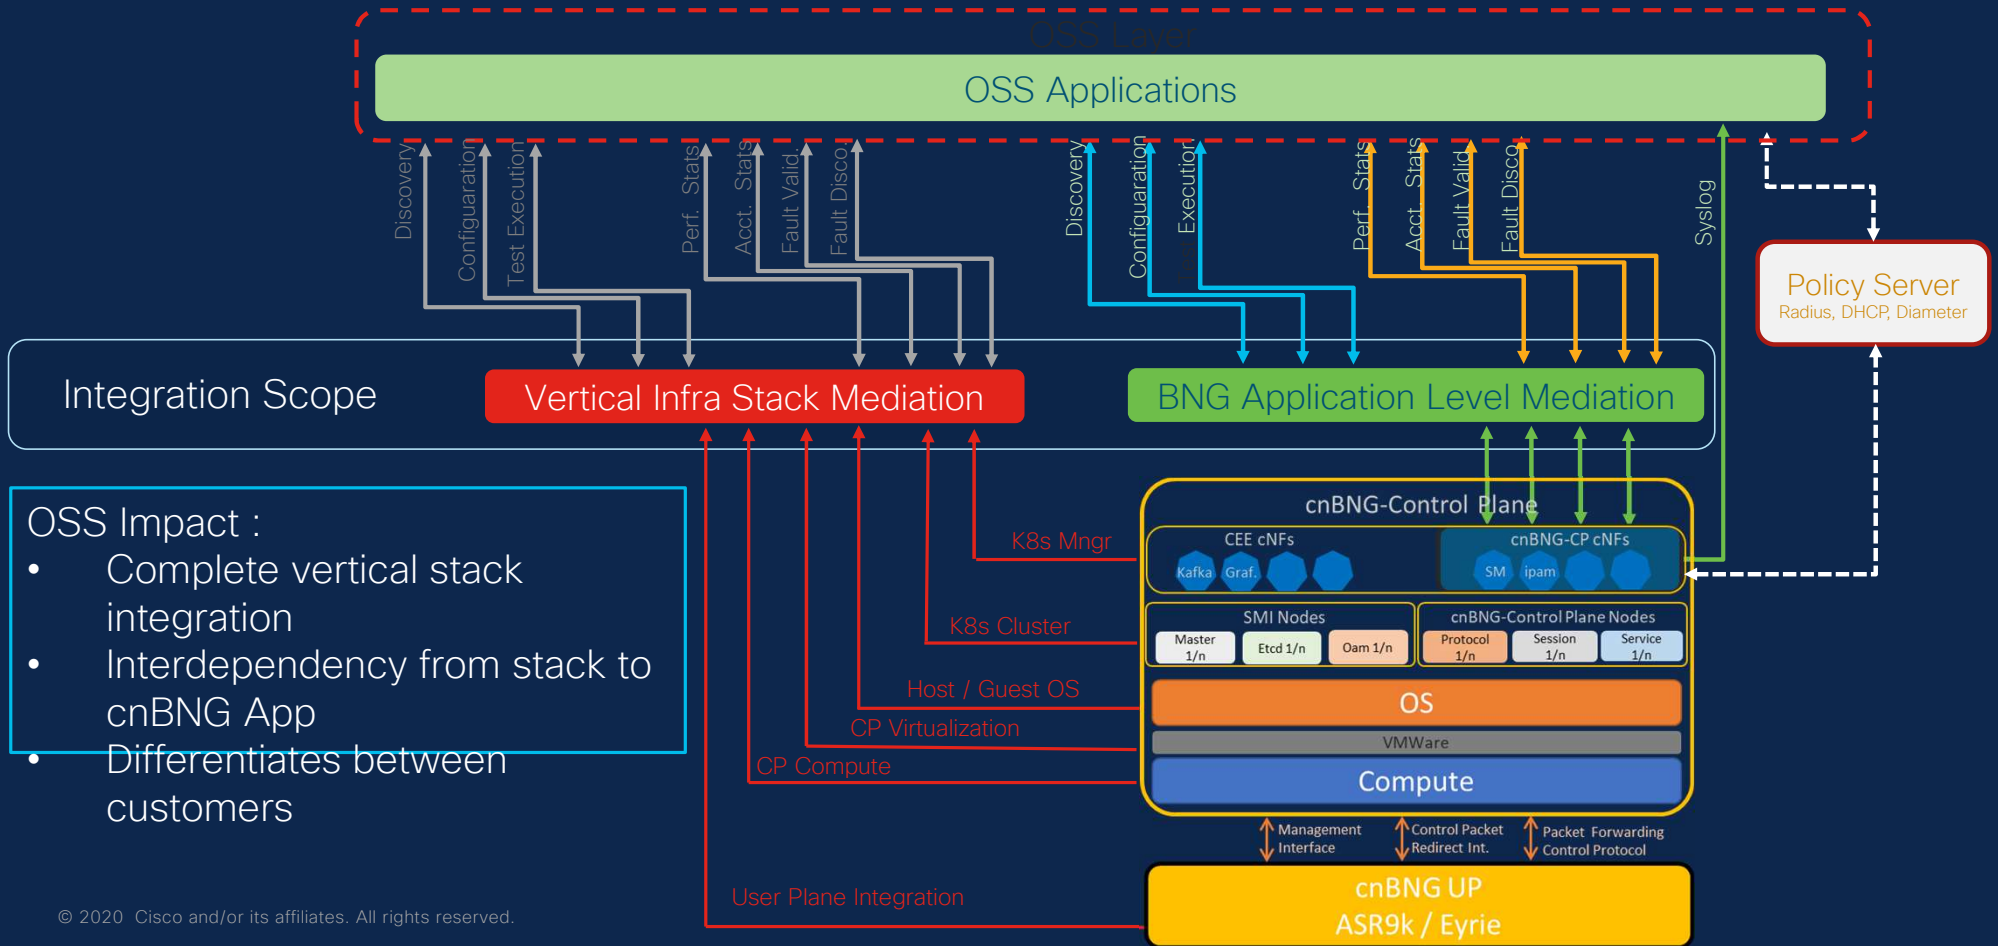 OSS Layer
OSS Applications
Discovery
Configuaration
Test Execution
Perf. Stats
Acct. Stats
Fault Valid.
Fault Disco.
Discovery
Configuaration
Test Execution
Perf. Stats
Acct. Stats
Fault Valid
Fault Disco.
Syslog
Policy Server
Radius, DHCP, Diameter
Integration Scope
Vertical Infra Stack Mediation
BNG Application Level Mediation
OSS Impact :
• Complete vertical stack
integration
• Interdependency from stack to
cnBNG App
• Differentiates between
customers
K8s Mngr
K8s Cluster
Host / Guest OS
CP Virtualization
CP Compute
User Plane Integration
cnBNG-Control Plane
CEE cNFs
Kafka
Graf.
cnBNG-CP cNFs
SM
ipam
SMI Nodes
Master
1/n
Etcd 1/n
Oam 1/n
cnBNG-Control Plane Nodes
Protocol
1/n
Session
1/n
Service
1/n
OS
VMWare
Compute
Management
Interface
Control Packet
Redirect Int.
Packet Forwarding
Control Protocol
cnBNG UP
ASR9k / Eyrie
© 2020 Cisco and/or its affiliates. All rights reserved.